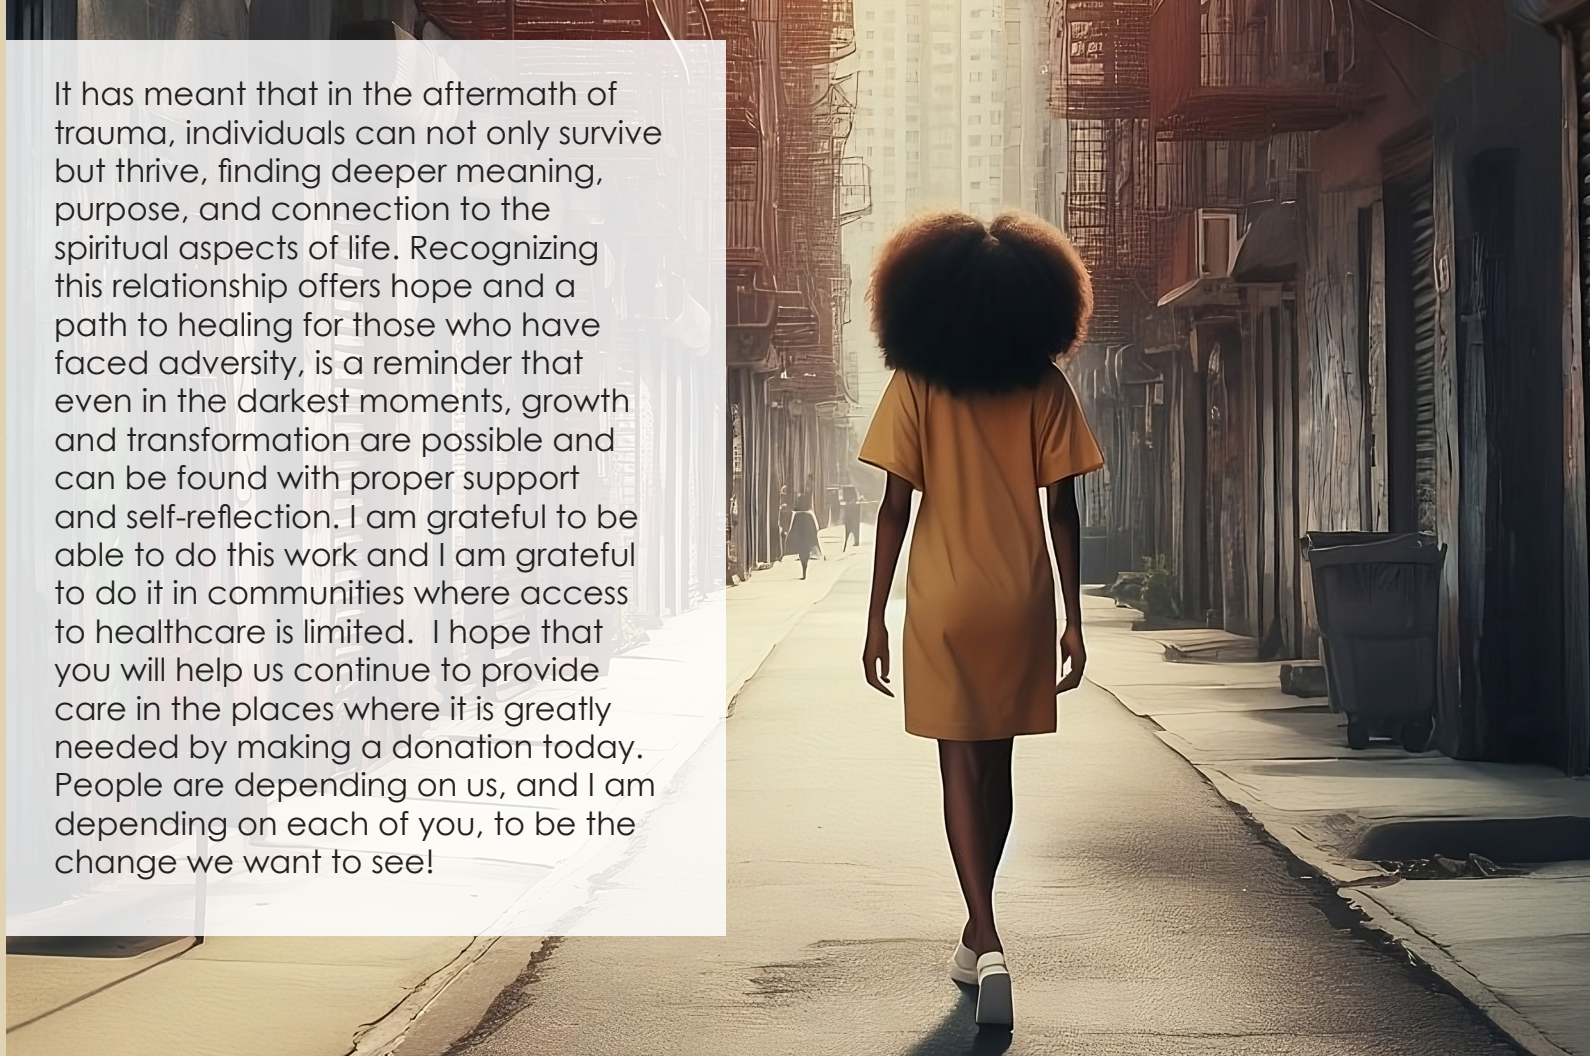 It has meant that in the aftermath of
trauma, individuals can not only survive
but thrive, finding deeper meaning,
purpose, and connection to the
spiritual aspects of life. Recognizing
this relationship offers hope and a
path to healing for those who have
faced adversity, is a reminder that
even in the darkest moments, growth
and transformation are possible and
can be found with proper support
and self-reflection. I am grateful to be
able to do this work and I am grateful
to do it in communities where access
to healthcare is limited.  I hope that
you will help us continue to provide
care in the places where it is greatly
needed by making a donation today.
People are depending on us, and I am
depending on each of you, to be the
change we want to see!